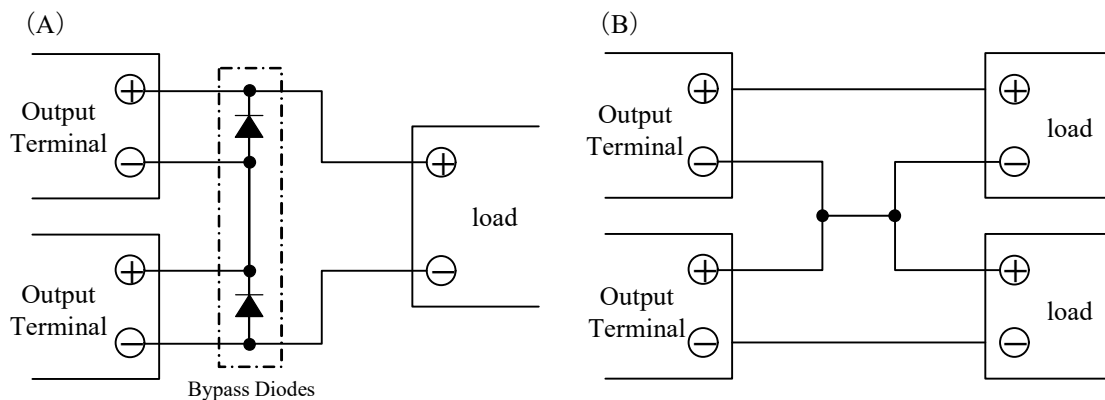 （A）
Output
Terminal
+
−
Output
Terminal
+
−
Bypass Diodes
+
−
load
（B）
Output
Terminal
+
−
Output
Terminal
+
−
+
−
load
+
−
load